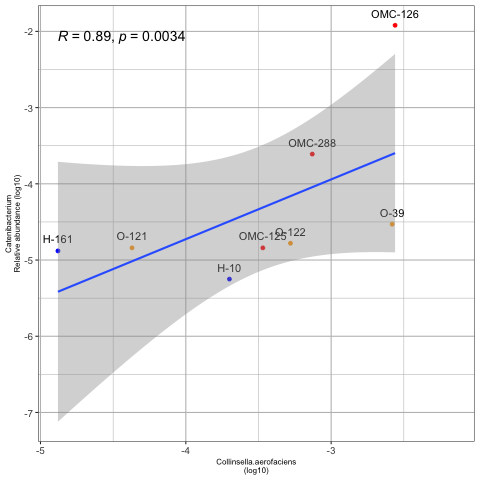 OMC-126
R = 0.89, p = 0.0034
OMC-288
O-39
H-161
O-121
OMC-125
O-122
H-10
-2
-3
-4
-5
-6
-7
Catenibacterium
Relative abundance (log10)
-5
-4
-3
Collinsella.aerofaciens
(log10)